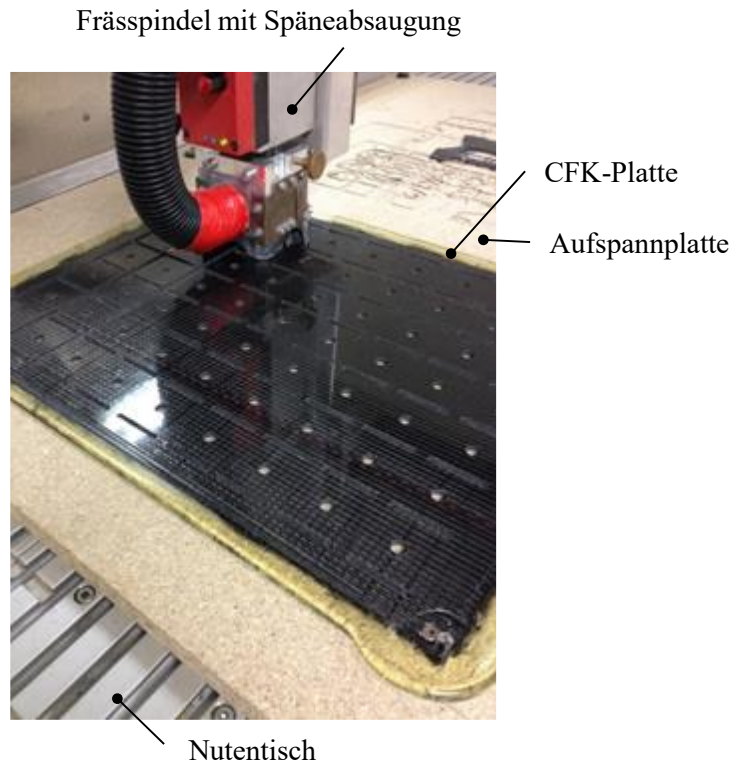 Frässpindel mit Späneabsaugung
CFK-Platte
Aufspannplatte
Nutentisch